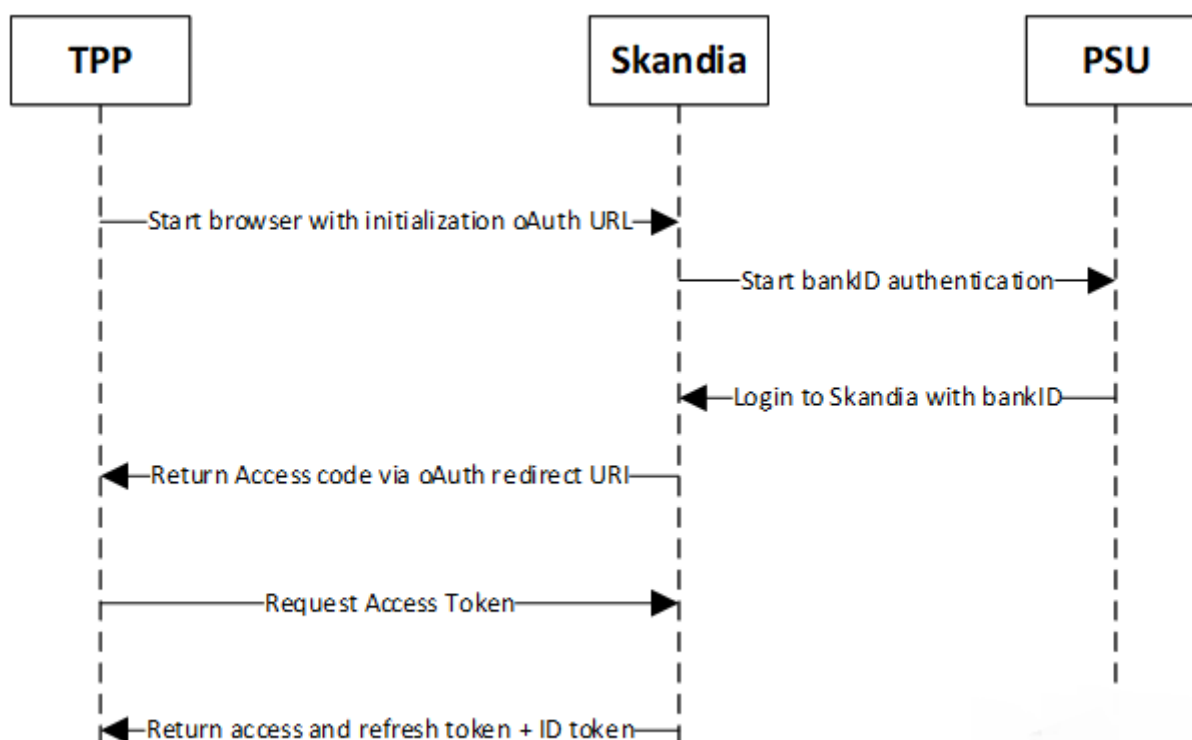 TPP
Skandia
PSU
Start browser with initialization oAuth URL
Start bankID authentication
Login to Skandia with bankID
Return Access code via oAuth redirect URI
Request Access Token
Return access and refresh token + ID token